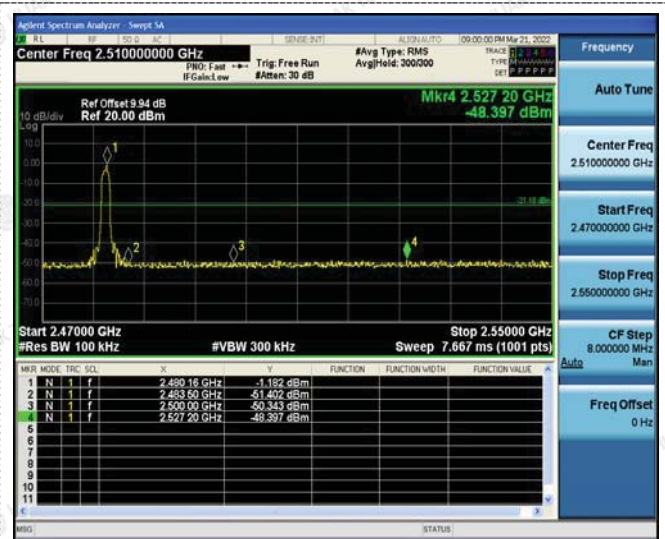 Agilent Spectrum Analyzer - Swept SA
RL RF 50 Ω AC SENSE:INT ALIGN AUTO 09:00:00 PM Mar 21, 2022
Center Freq 2.510000000 GHz
PNO: Fast
IFGain:Low
Trig: Free Run
#Atten: 30 dB
#Avg Type: RMS
Avg|Hold: 300/300
TRACE 1 2 3 4 5 6
TYPE M
DET P P P P P P
Frequency
Auto Tune
Center Freq
2.510000000 GHz
Start Freq
2.470000000 GHz
Stop Freq
2.550000000 GHz
CF Step
8.000000 MHz
Auto Man
Freq Offset
0 Hz
Mkr4 2.527 20 GHz
-48.397 dBm
Ref Offset 9.94 dB
10 dB/div Ref 20.00 dBm
Log
10.0
0.00
-10.0
-20.0
-30.0
-40.0
-50.0
-60.0
-70.0
1
2
3
4
-21.18 dBm
Start 2.47000 GHz Stop 2.55000 GHz
#Res BW 100 kHz #VBW 300 kHz Sweep 7.667 ms (1001 pts)
MKR MODE TRC SCL X Y FUNCTION FUNCTION WIDTH FUNCTION VALUE
1 N 1 f 2.480 16 GHz -1.182 dBm
2 N 1 f 2.483 50 GHz -51.402 dBm
3 N 1 f 2.500 00 GHz -50.343 dBm
4 N 1 f 2.527 20 GHz -48.397 dBm
5
6
7
8
9
10
11
MSG STATUS